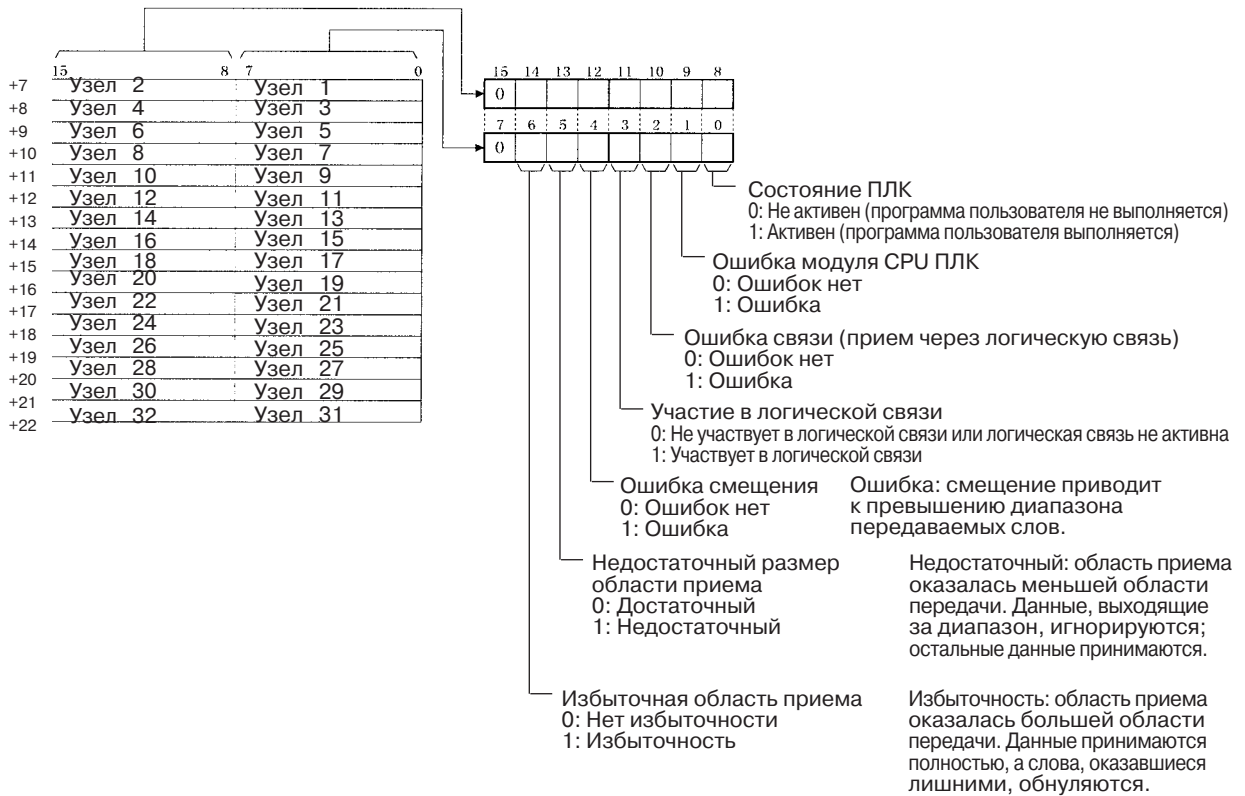 15 8 7 0
+7 Узел 2 Узел 1
+8 Узел 4 Узел 3
+9 Узел 6 Узел 5
+10 Узел 8 Узел 7
+11 Узел 10 Узел 9
+12 Узел 12 Узел 11
+13 Узел 14 Узел 13
+14 Узел 16 Узел 15
+15 Узел 18 Узел 17
+16 Узел 20 Узел 19
+17 Узел 22 Узел 21
+18 Узел 24 Узел 23
+19 Узел 26 Узел 25
+20 Узел 28 Узел 27
+21 Узел 30 Узел 29
+22 Узел 32 Узел 31
15 14 13 12 11 10 9 8
0
7 6 5 4 3 2 1 0
0
Состояние ПЛК
0: Не активен (программа пользователя не выполняется)
1: Активен (программа пользователя выполняется)
Ошибка модуля CPU ПЛК
0: Ошибок нет
1: Ошибка
Ошибка связи (прием через логическую связь)
0: Ошибок нет
1: Ошибка
Участие в логической связи
0: Не участвует в логической связи или логическая связь не активна
1: Участвует в логической связи
Ошибка смещения
0: Ошибок нет
1: Ошибка
Ошибка: смещение приводит
к превышению диапазона
передаваемых слов.
Недостаточный размер
области приема
0: Достаточный
1: Недостаточный
Недостаточный: область приема
оказалась меньшей области
передачи. Данные, выходящие
за диапазон, игнорируются;
остальные данные принимаются.
Избыточная область приема
0: Нет избыточности
1: Избыточность
Избыточность: область приема
оказалась большей области
передачи. Данные принимаются
полностью, а слова, оказавшиеся
лишними, обнуляются.